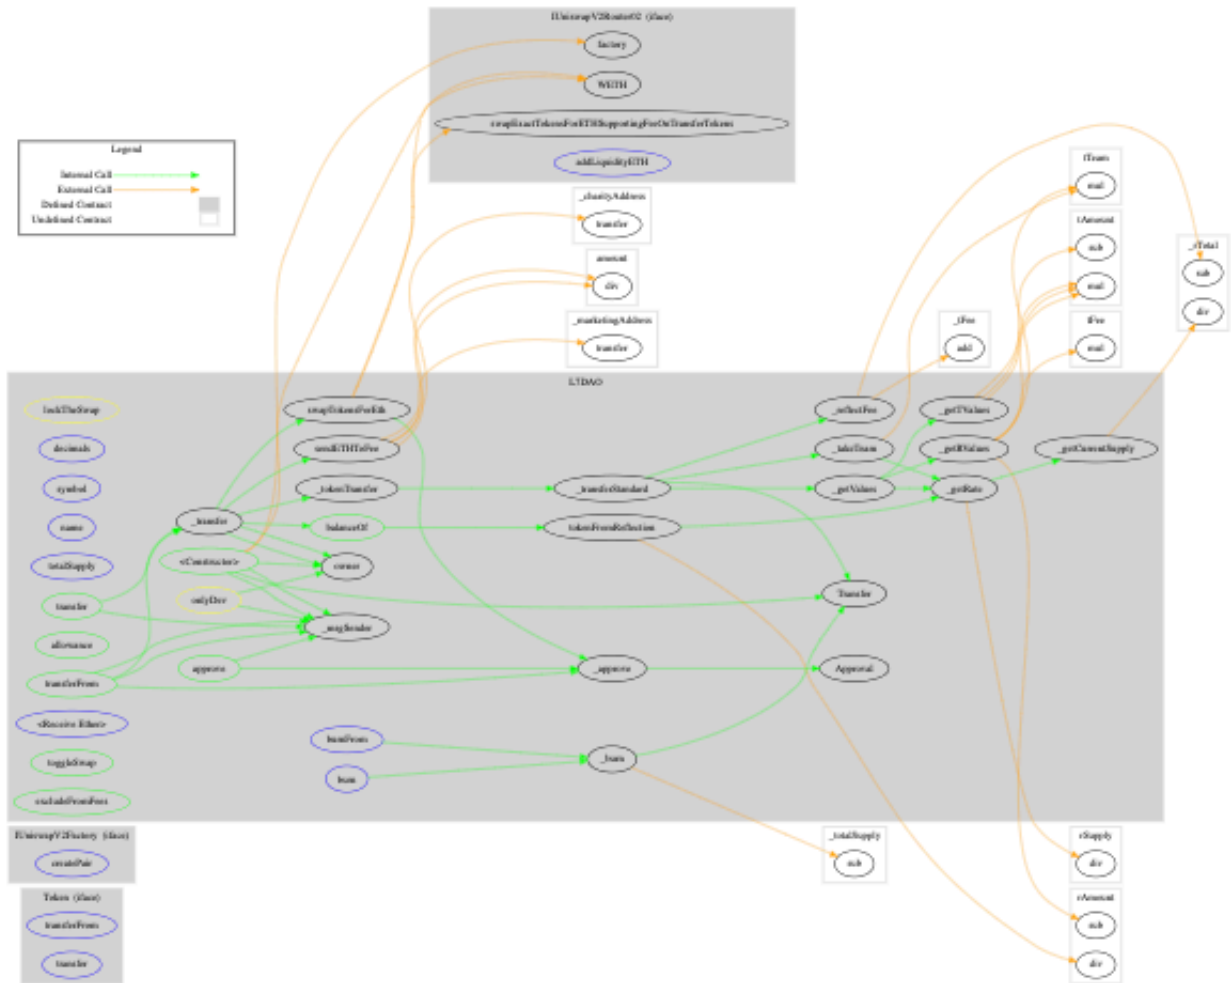 IUniswapV2Router02 (iface)
factory
WETH
swapExactTokensForETHSupportingFeeOnTransferTokens
addLiquidityETH
Legend
Internal Call
External Call
Defined Contract
Undefined Contract
_charityAddress
transfer
amount
div
_marketingAddress
transfer
tTeam
mul
tAmount
sub
mul
_rTotal
sub
div
_tFee
add
tFee
mul
LTDAO
lockTheSwap
decimals
symbol
name
totalSupply
transfer
allowance
transferFrom
<Receive Ether>
toggleSwap
excludeFromFees
_transfer
<Constructor>
onlyDev
approve
swapTokensForEth
sendETHToFee
_tokenTransfer
balanceOf
owner
_msgSender
burnFrom
burn
_transferStandard
tokenFromReflection
_approve
_burn
_reflectFee
_takeTeam
_getValues
Transfer
Approval
_getTValues
_getRValues
_getRate
_getCurrentSupply
IUniswapV2Factory (iface)
createPair
Token (iface)
transferFrom
transfer
_totalSupply
sub
rSupply
div
rAmount
sub
div